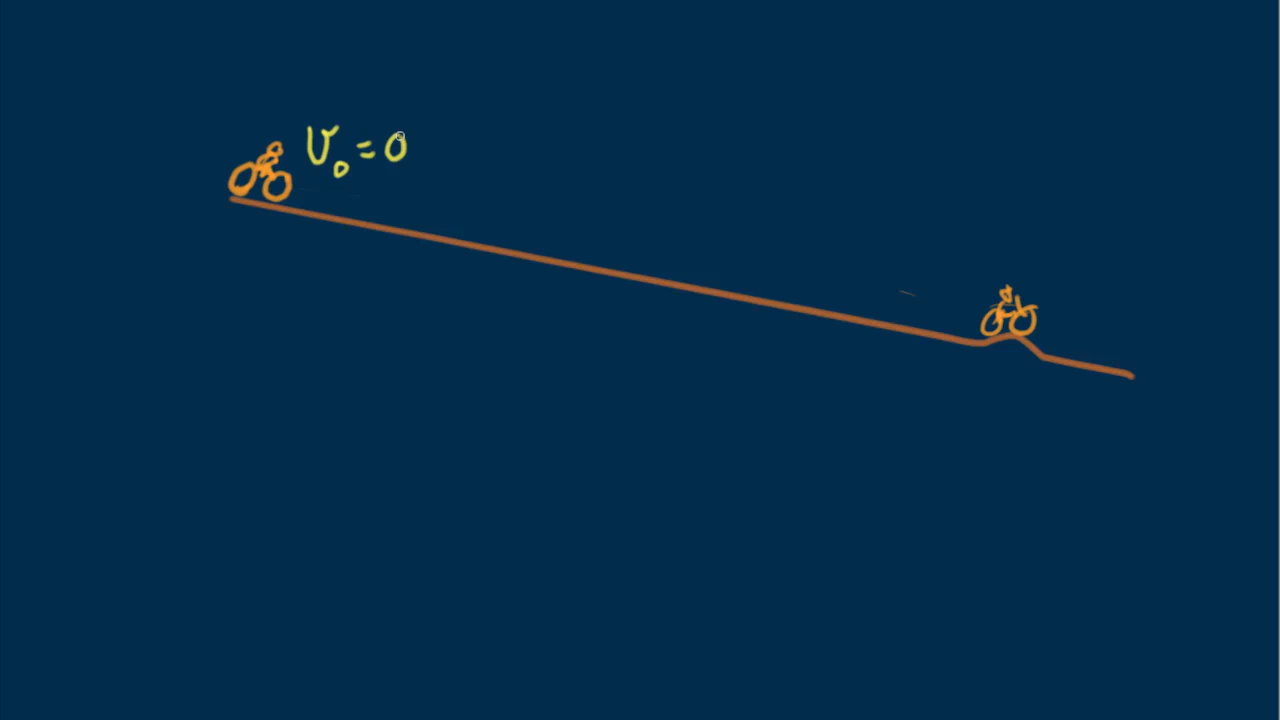 v₀ = 0